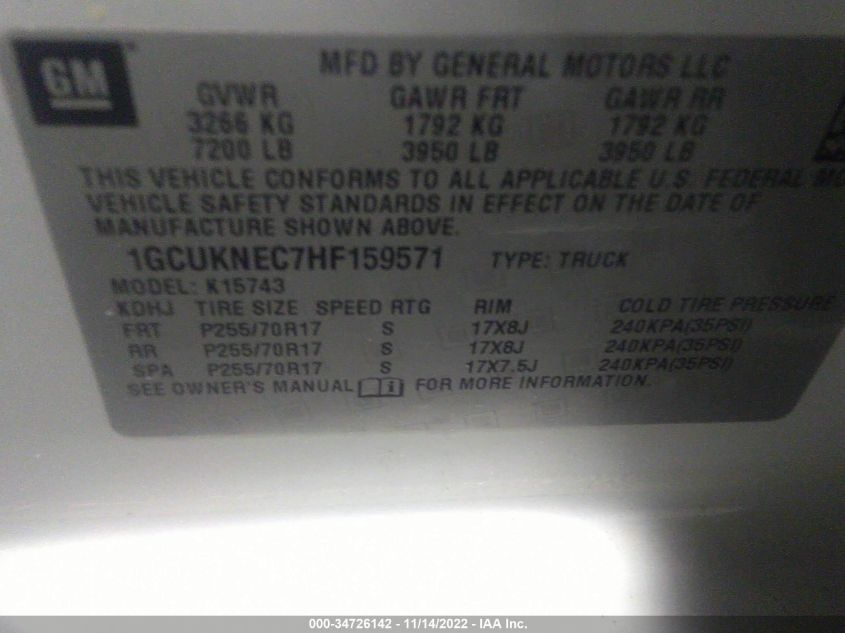 GM
MFD BY GENERAL MOTORS LLC
GVWR GAWR FRT GAWR RR
3266 KG 1792 KG 1792 KG
7200 LB 3950 LB 3950 LB
THIS VEHICLE CONFORMS TO ALL APPLICABLE U.S. FEDERAL MO
VEHICLE SAFETY STANDARDS IN EFFECT ON THE DATE OF
MANUFACTURE SHOWN ABOVE.
1GCUKNEC7HF159571 TYPE: TRUCK
MODEL: K15743
KDHJ TIRE SIZE SPEED RTG RIM COLD TIRE PRESSURE
FRT P255/70R17 S 17X8J 240KPA(35PSI)
RR P255/70R17 S 17X8J 240KPA(35PSI)
SPA P255/70R17 S 17X7.5J 240KPA(35PSI)
SEE OWNER'S MANUAL i FOR MORE INFORMATION.
000-34726142 - 11/14/2022 - IAA Inc.